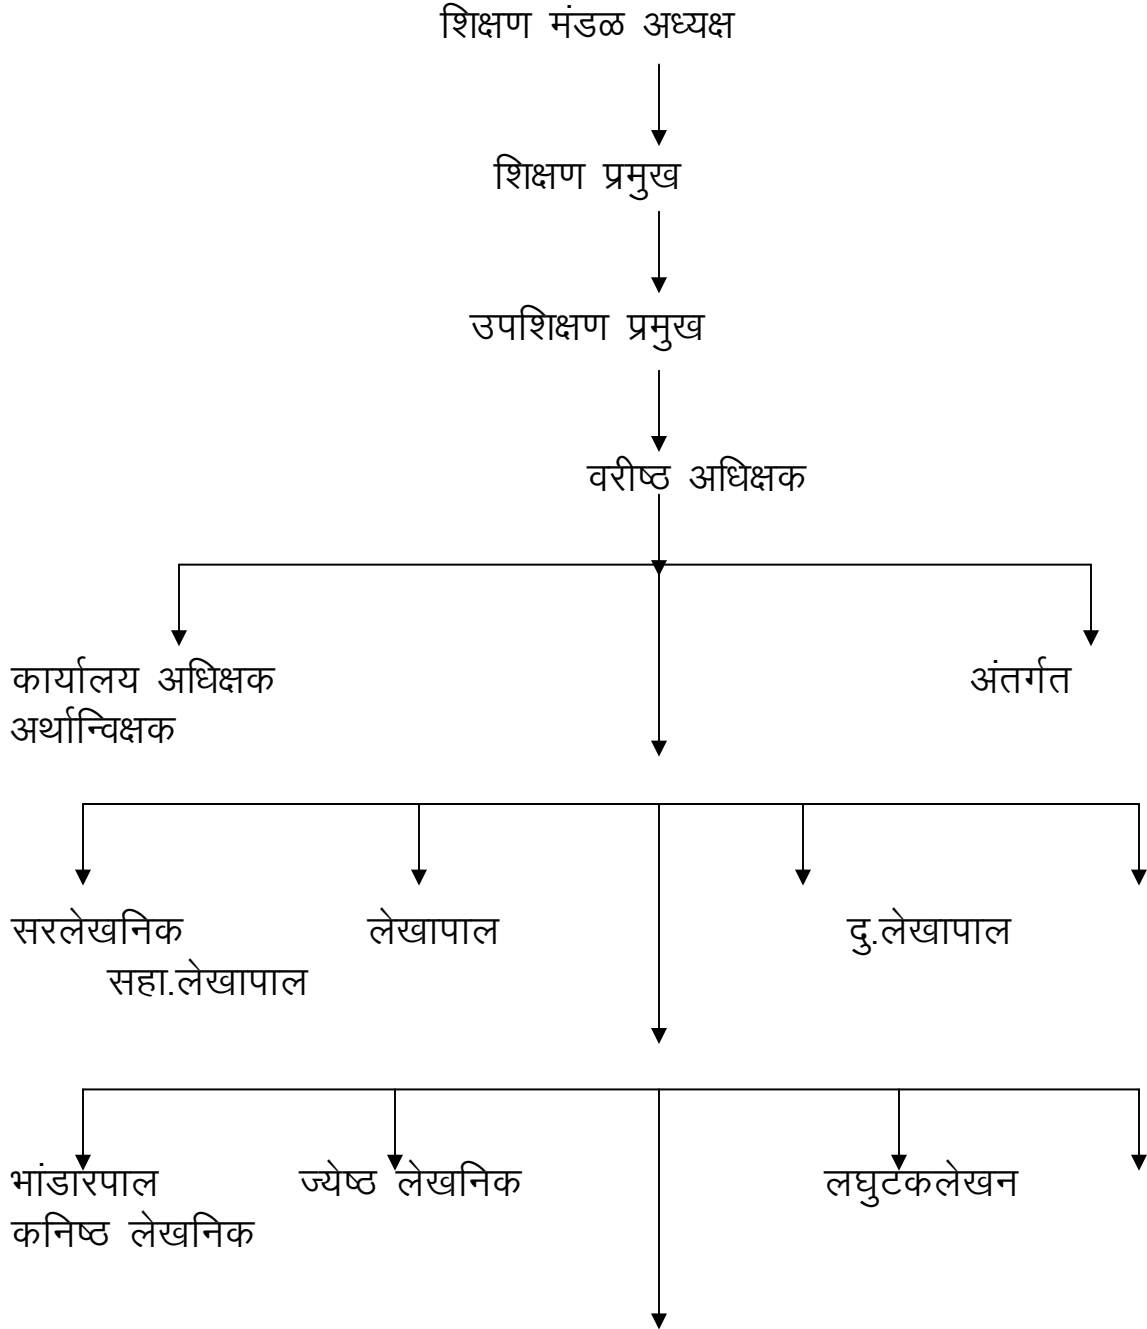 शिक्षण मंडळ अध्यक्ष
शिक्षण प्रमुख
उपशिक्षण प्रमुख
वरीष्ठ अधिक्षक
कार्यालय अधिक्षक अंतर्गत
अर्थान्विक्षक
सरलेखनिक लेखापाल दु.लेखापाल
सहा.लेखापाल
भांडारपाल ज्येष्ठ लेखनिक लघुटंकलेखन
कनिष्ठ लेखनिक